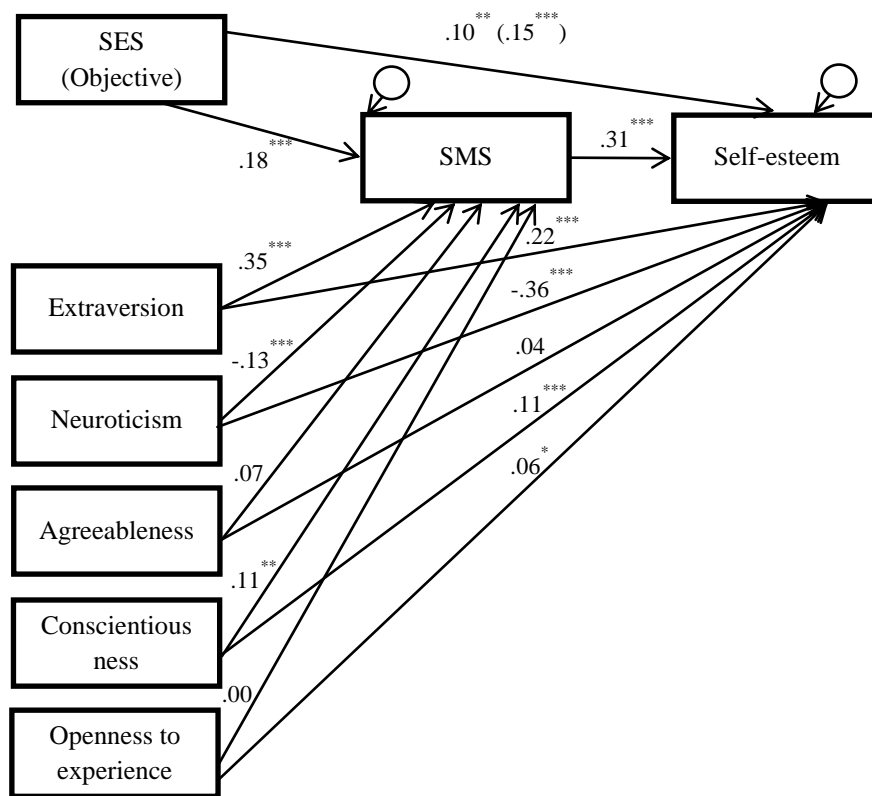 SES
(Objective)
.10** (.15***)
.18***
SMS
.31***
Self-esteem
.35***
.22***
Extraversion
-.36***
-.13***
.04
Neuroticism
.11***
.07
.06*
Agreeableness
.11**
Conscientious
ness
.00
Openness to
experience